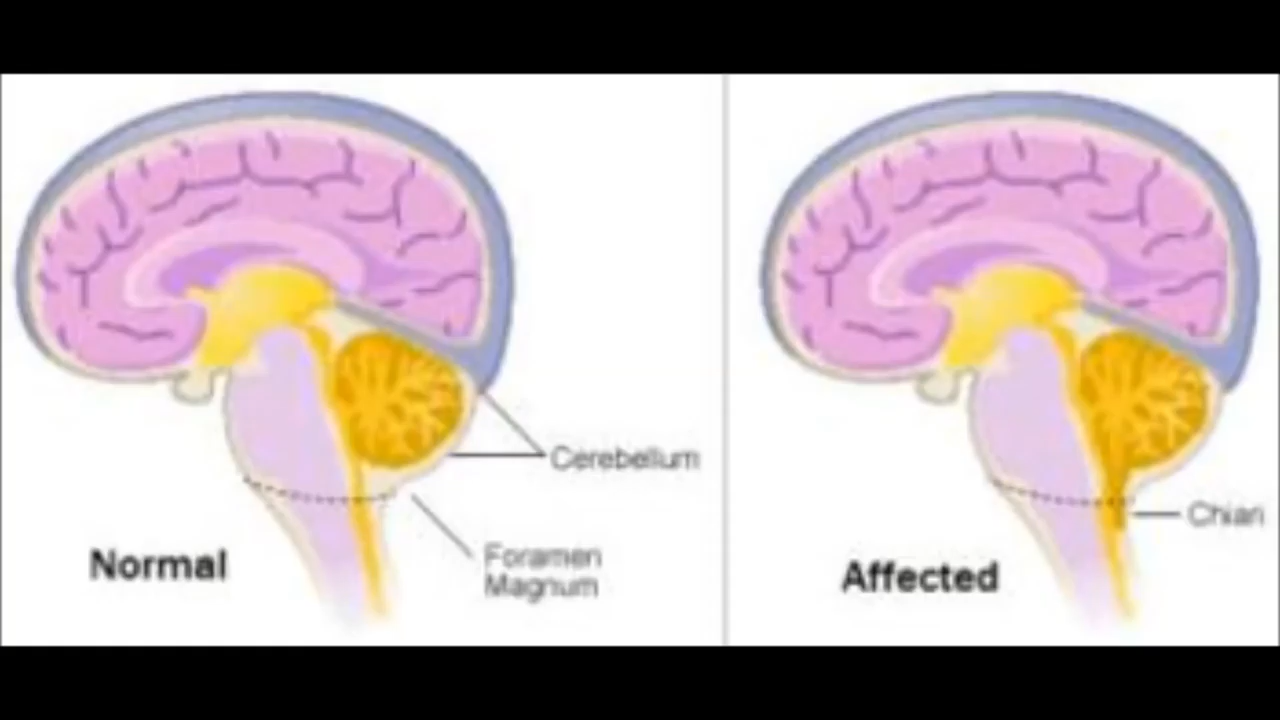 Cerebellum
Foramen
Magnum
Normal
Chiari
Affected